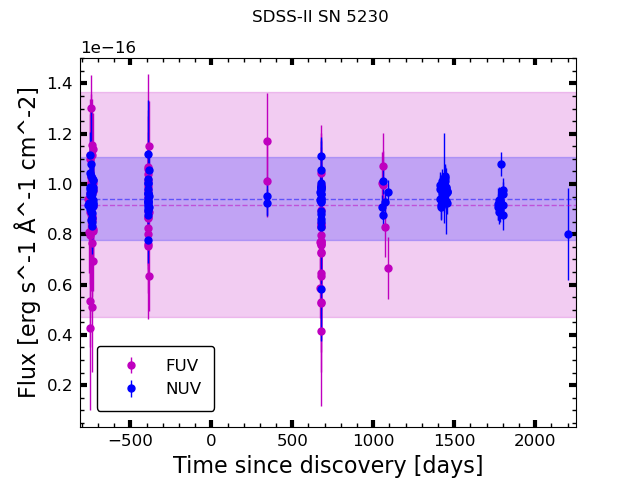 SDSS-II SN 5230
1e−16
Flux [erg s^-1 Å^-1 cm^-2]
1.4
1.2
1.0
0.8
0.6
0.4
0.2
FUV
NUV
−500 0 500 1000 1500 2000
Time since discovery [days]